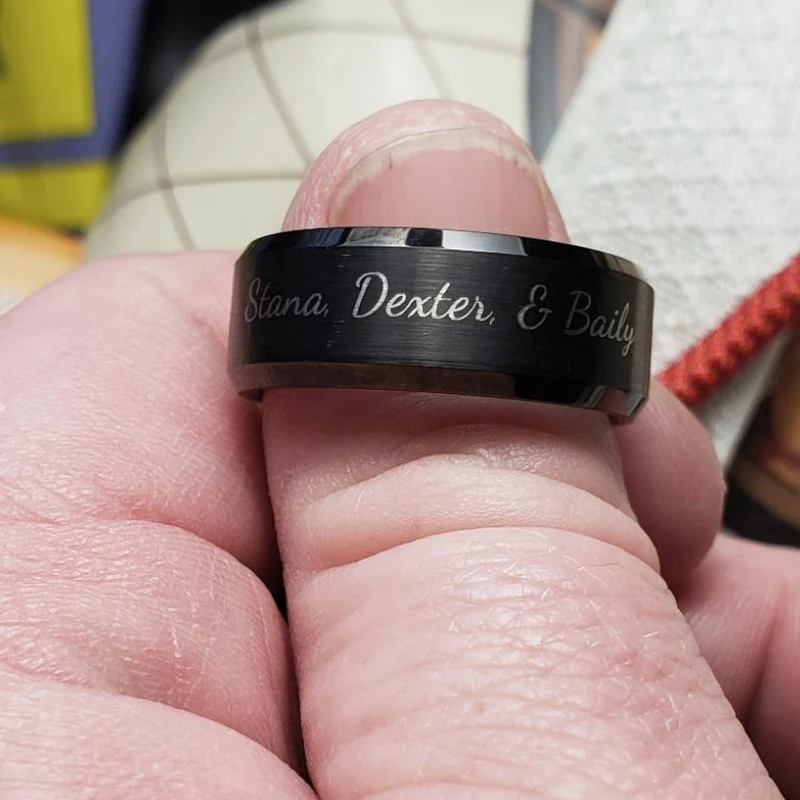 Stana, Dexter, & Baily